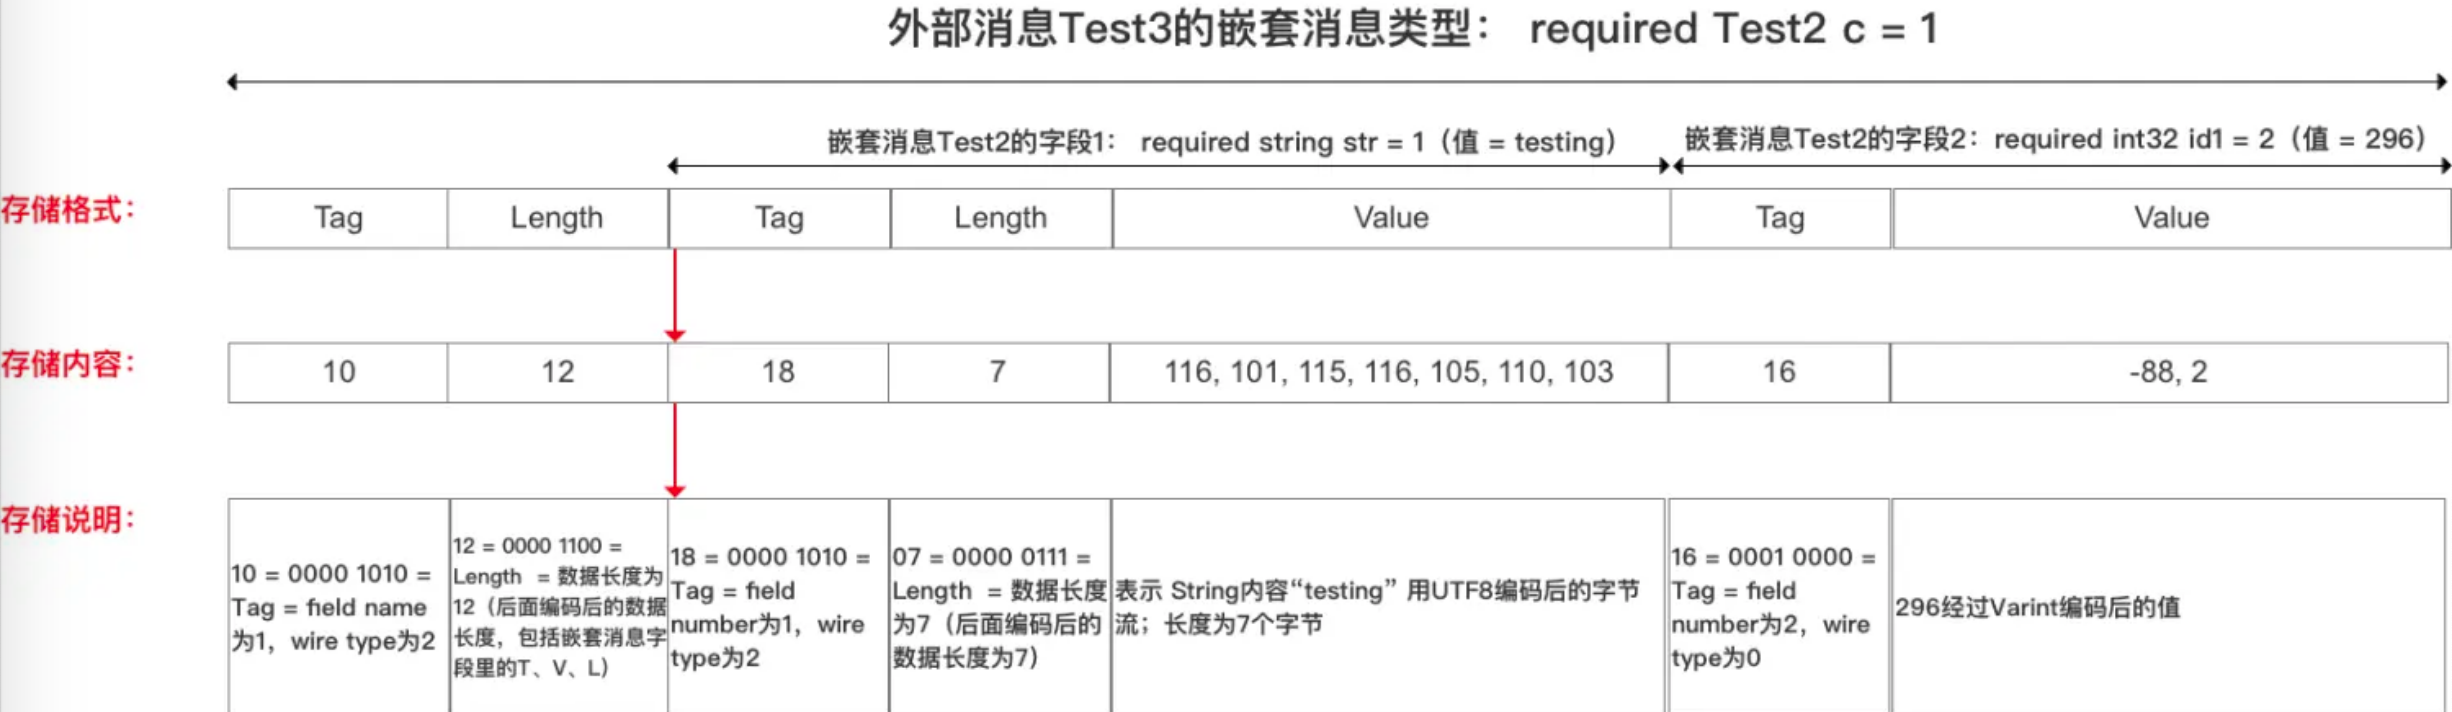 外部消息Test3的嵌套消息类型： required Test2 c = 1
嵌套消息Test2的字段1： required string str = 1（值 = testing）
嵌套消息Test2的字段2：required int32 id1 = 2（值 = 296）
存储格式：
Tag
Length
Tag
Length
Value
Tag
Value
存储内容：
10
12
18
7
116, 101, 115, 116, 105, 110, 103
16
-88, 2
存储说明：
10 = 0000 1010 =
Tag = field name
为1，wire type为2
12 = 0000 1100 =
Length = 数据长度为
12（后面编码后的数据
长度，包括嵌套消息字
段里的T、V、L）
18 = 0000 1010 =
Tag = field
number为1，wire
type为2
07 = 0000 0111 =
Length = 数据长度
为7（后面编码后的
数据长度为7）
表示 String内容“testing” 用UTF8编码后的字节
流；长度为7个字节
16 = 0001 0000 =
Tag = field
number为2，wire
type为0
296经过Varint编码后的值